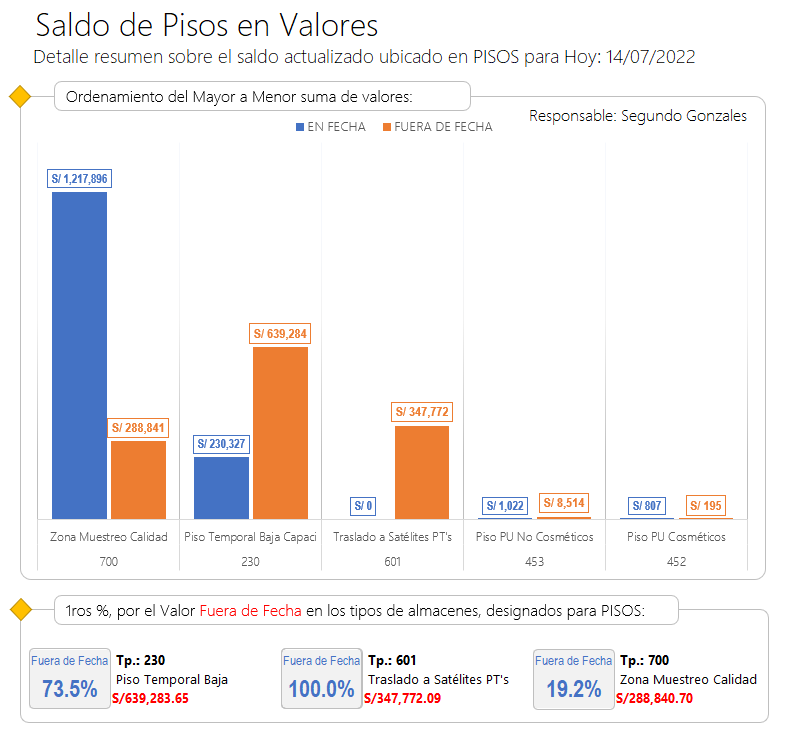 Saldo de Pisos en Valores
Detalle resumen sobre el saldo actualizado ubicado en PISOS para Hoy: 14/07/2022
Ordenamiento del Mayor a Menor suma de valores:
Responsable: Segundo Gonzales
EN FECHA FUERA DE FECHA
S/ 1,217,896
S/ 639,284
S/ 347,772
S/ 288,841
S/ 230,327
S/ 0 S/ 1,022 S/ 8,514 S/ 807 S/ 195
Zona Muestreo Calidad Piso Temporal Baja Capaci Traslado a Satélites PT's Piso PU No Cosméticos Piso PU Cosméticos
700 230 601 453 452
1ros %, por el Valor Fuera de Fecha en los tipos de almacenes, designados para PISOS:
Fuera de Fecha
73.5%
Tp.: 230
Piso Temporal Baja
S/639,283.65
Fuera de Fecha
100.0%
Tp.: 601
Traslado a Satélites PT's
S/347,772.09
Fuera de Fecha
19.2%
Tp.: 700
Zona Muestreo Calidad
S/288,840.70